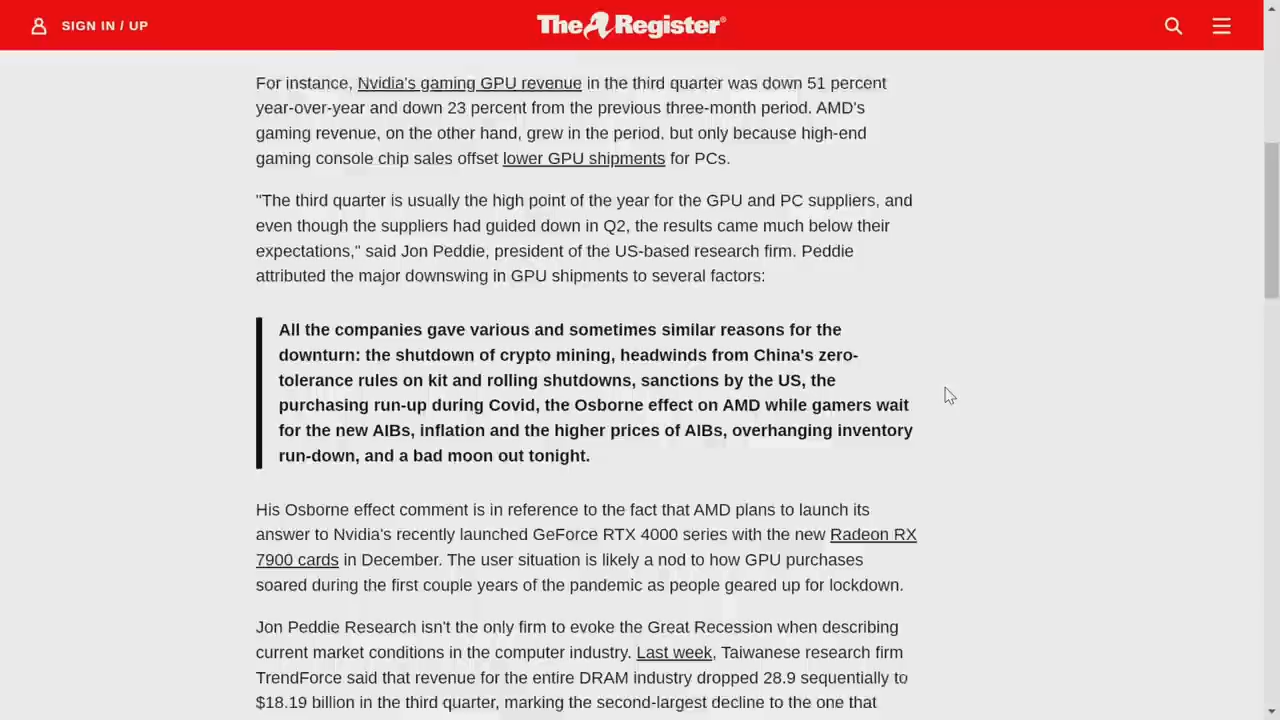 SIGN IN / UP
The Register®
For instance, Nvidia's gaming GPU revenue in the third quarter was down 51 percent
year-over-year and down 23 percent from the previous three-month period. AMD's
gaming revenue, on the other hand, grew in the period, but only because high-end
gaming console chip sales offset lower GPU shipments for PCs.
"The third quarter is usually the high point of the year for the GPU and PC suppliers, and
even though the suppliers had guided down in Q2, the results came much below their
expectations," said Jon Peddie, president of the US-based research firm. Peddie
attributed the major downswing in GPU shipments to several factors:
All the companies gave various and sometimes similar reasons for the
downturn: the shutdown of crypto mining, headwinds from China's zero-
tolerance rules on kit and rolling shutdowns, sanctions by the US, the
purchasing run-up during Covid, the Osborne effect on AMD while gamers wait
for the new AIBs, inflation and the higher prices of AIBs, overhanging inventory
run-down, and a bad moon out tonight.
His Osborne effect comment is in reference to the fact that AMD plans to launch its
answer to Nvidia's recently launched GeForce RTX 4000 series with the new Radeon RX
7900 cards in December. The user situation is likely a nod to how GPU purchases
soared during the first couple years of the pandemic as people geared up for lockdown.
Jon Peddie Research isn't the only firm to evoke the Great Recession when describing
current market conditions in the computer industry. Last week, Taiwanese research firm
TrendForce said that revenue for the entire DRAM industry dropped 28.9 sequentially to
$18.19 billion in the third quarter, marking the second-largest decline to the one that